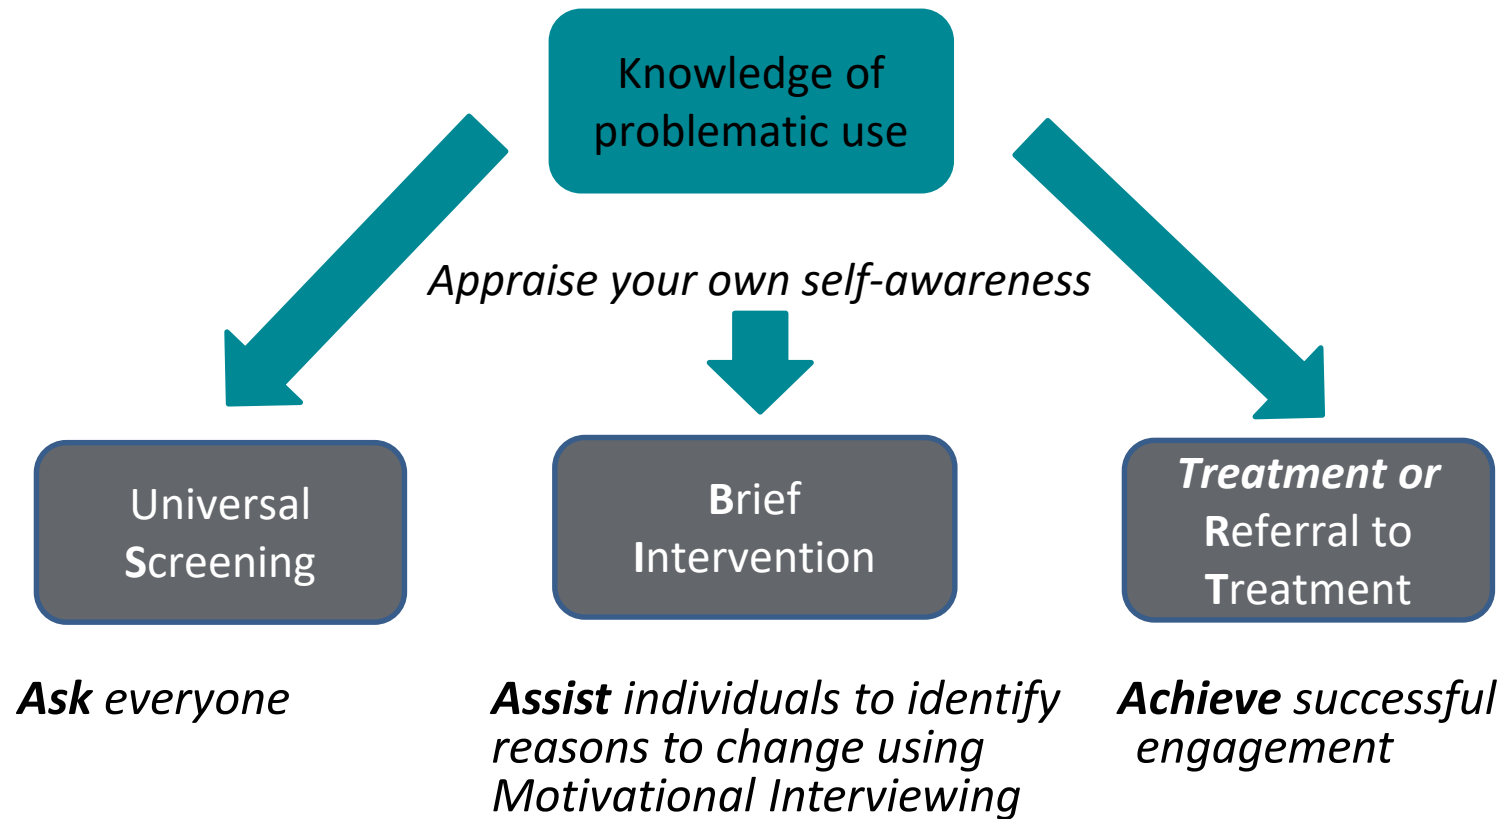 Knowledge of
problematic use
Appraise your own self-awareness
Universal
Screening
Brief
Intervention
Treatment or
Referral to
Treatment
Ask everyone
Assist individuals to identify
reasons to change using
Motivational Interviewing
Achieve successful
engagement